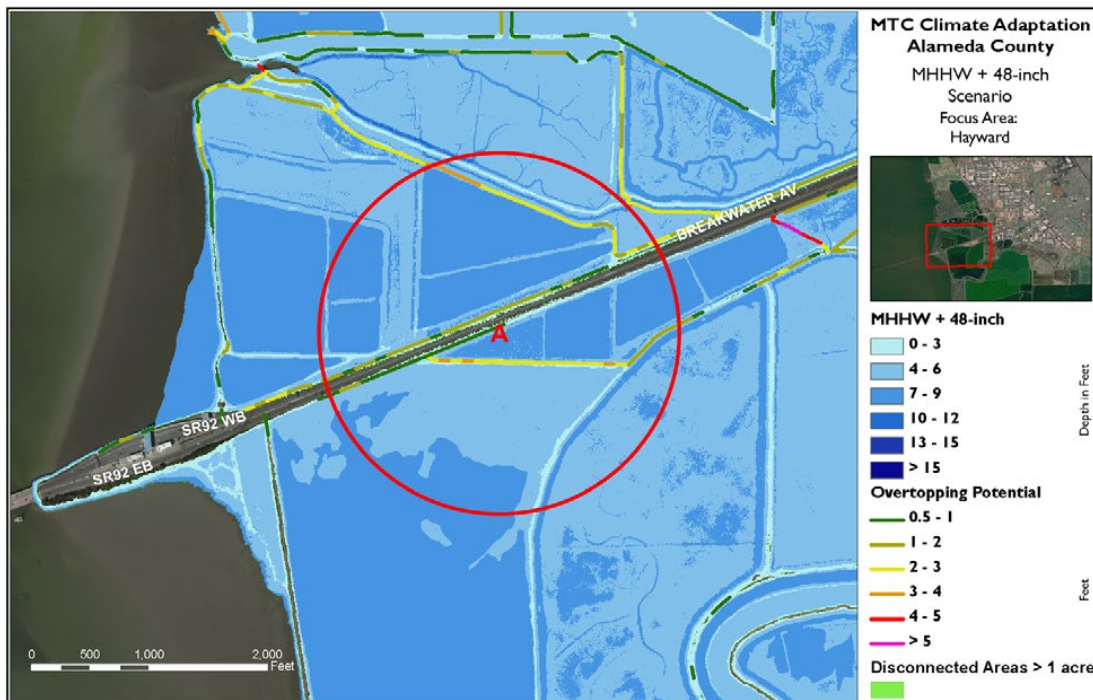 MTC Climate Adaptation
Alameda County
MHHW + 48-inch
Scenario
Focus Area:
Hayward
BREAKWATER AV
A
SR92 WB
SR92 EB
0 500 1,000 2,000
Feet
MHHW + 48-inch
0 - 3
4 - 6
7 - 9
10 - 12
13 - 15
> 15
Depth in Feet
Overtopping Potential
0.5 - 1
1 - 2
2 - 3
3 - 4
4 - 5
> 5
Feet
Disconnected Areas > 1 acre